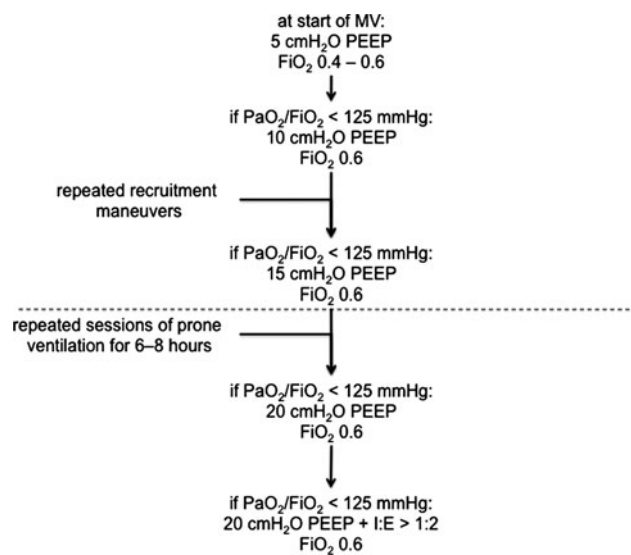 at start of MV:
5 cmH₂O PEEP
FiO₂ 0.4 – 0.6
if PaO₂/FiO₂ < 125 mmHg:
10 cmH₂O PEEP
FiO₂ 0.6
repeated recruitment
maneuvers
if PaO₂/FiO₂ < 125 mmHg:
15 cmH₂O PEEP
FiO₂ 0.6
repeated sessions of prone
ventilation for 6–8 hours
if PaO₂/FiO₂ < 125 mmHg:
20 cmH₂O PEEP
FiO₂ 0.6
if PaO₂/FiO₂ < 125 mmHg:
20 cmH₂O PEEP + I:E > 1:2
FiO₂ 0.6